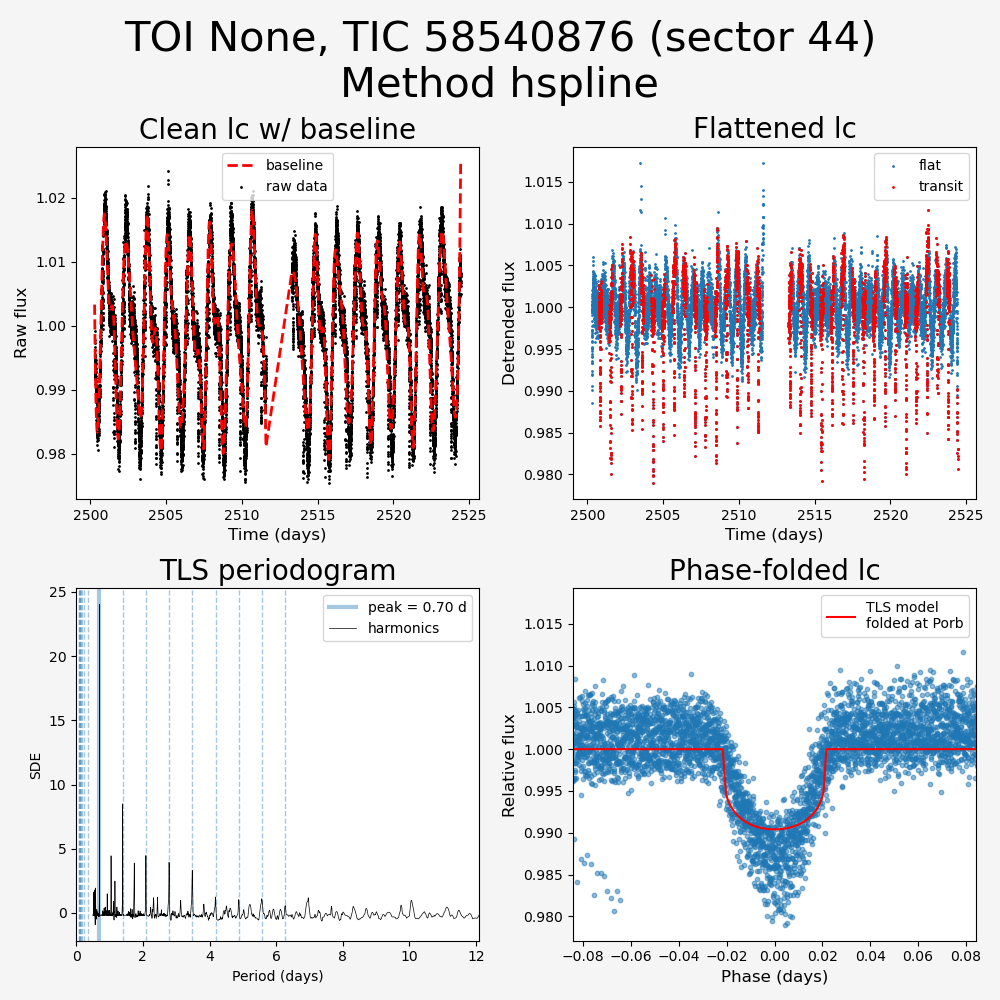 TOI None, TIC 58540876 (sector 44)
Method hspline
Clean lc w/ baseline
baseline
raw data
1.02
1.01
1.00
0.99
0.98
Raw flux
2500
2505
2510
2515
2520
2525
Time (days)
Flattened lc
flat
transit
1.015
1.010
1.005
1.000
0.995
0.990
0.985
0.980
Detrended flux
2500
2505
2510
2515
2520
2525
Time (days)
TLS periodogram
peak = 0.70 d
harmonics
25
20
15
10
5
0
SDE
0
2
4
6
8
10
12
Period (days)
Phase-folded lc
TLS model
folded at Porb
1.015
1.010
1.005
1.000
0.995
0.990
0.985
0.980
Relative flux
−0.08
−0.06
−0.04
−0.02
0.00
0.02
0.04
0.06
0.08
Phase (days)